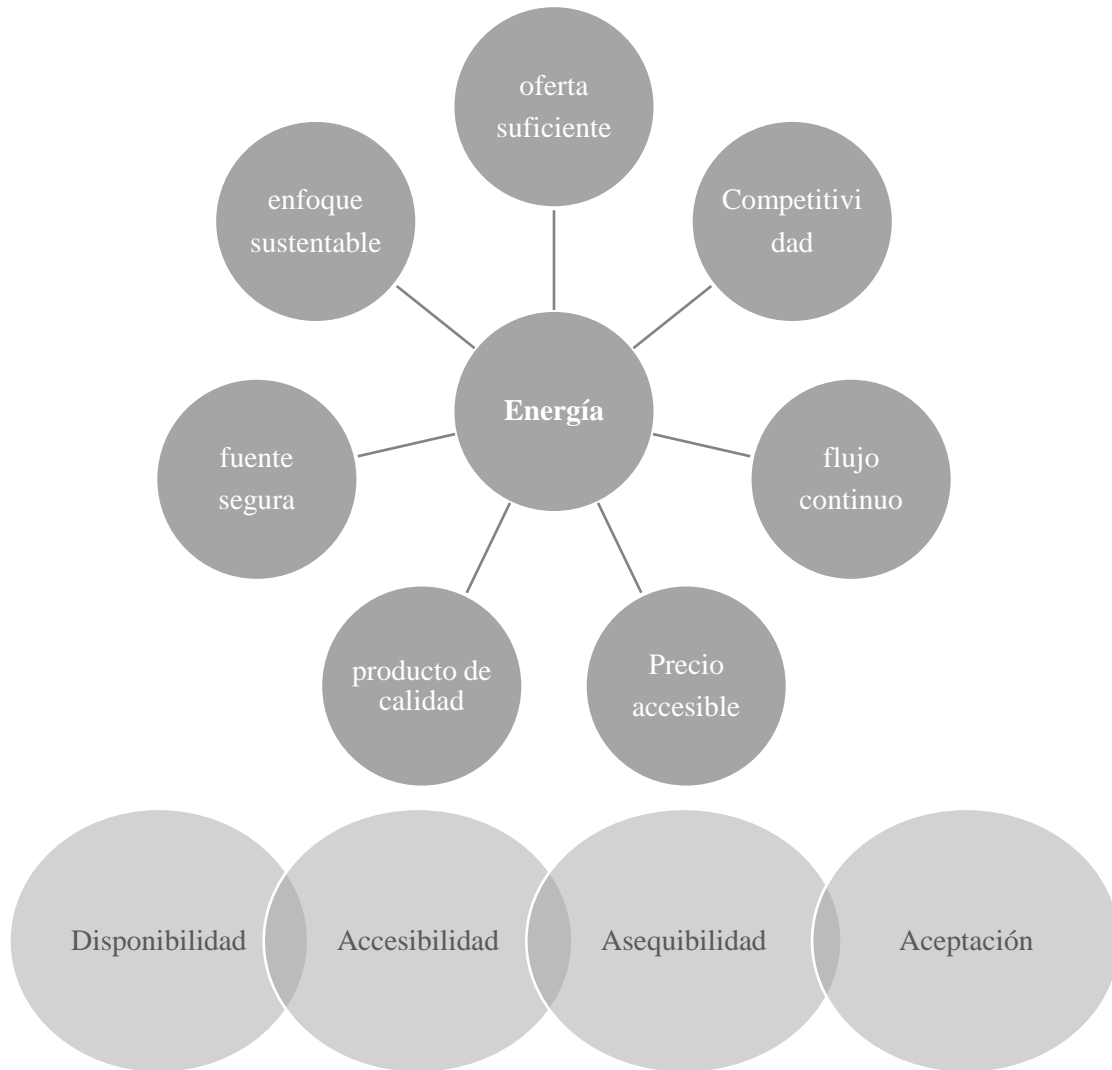 oferta
suficiente
enfoque
sustentable
Competitivi
dad
Energía
fuente
segura
flujo
continuo
producto de
calidad
Precio
accesible
Disponibilidad
Accesibilidad
Asequibilidad
Aceptación